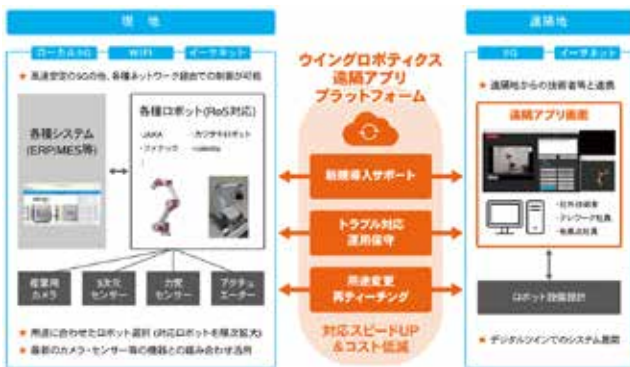 現 地
ローカル5G
WIFI
イーサネット
★ 高速安定の5Gの他、各種ネットワーク経由での制御が可能
各種システム
(ERP/MES等)
各種ロボット(RoS対応)
・JAKA
・カワサキロボット
・ファナック
産業用
カメラ
3次元
センサー
力覚
センサー
アクチュ
エーター
★ 用途に合わせたロボット選択 (対応ロボットを順次拡大)
★ 最新のカメラ・センサー等の機器との組み合わせ活用
ウイングロボティクス
遠隔アプリ
プラットフォーム
新規導入サポート
トラブル対応
運用保守
用途変更
再ティーチング
対応スピードUP
&コスト低減
遠隔地
5G
イーサネット
★ 遠隔地からの技術者等と連携
遠隔アプリ画面
・社外技術者
・テレワーク社員
・各拠点社員
ロボット設備設計
★ デジタルツインでのシステム展開